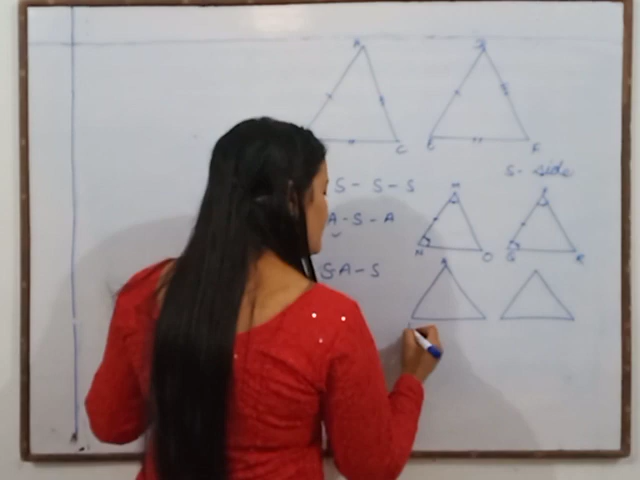 A D
C E F
S - S - S
S - side
A - S - A
M
N O Q R
S A - S